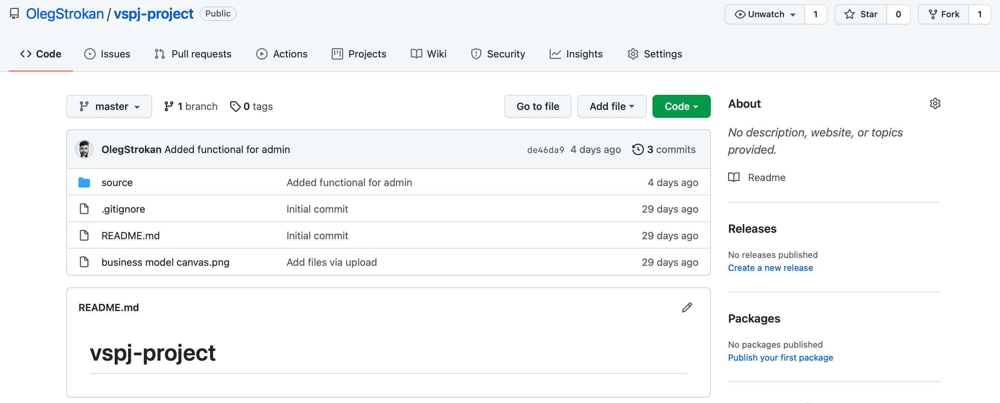 OlegStrokan / vspj-project Public
Unwatch 1 Star 0 Fork 1
Code Issues Pull requests Actions Projects Wiki Security Insights Settings
master 1 branch 0 tags Go to file Add file Code
OlegStrokan Added functional for admin de46da9 4 days ago 3 commits
source Added functional for admin 4 days ago
.gitignore Initial commit 29 days ago
README.md Initial commit 29 days ago
business model canvas.png Add files via upload 29 days ago
README.md
vspj-project
About
No description, website, or topics
provided.
Readme
Releases
No releases published
Create a new release
Packages
No packages published
Publish your first package